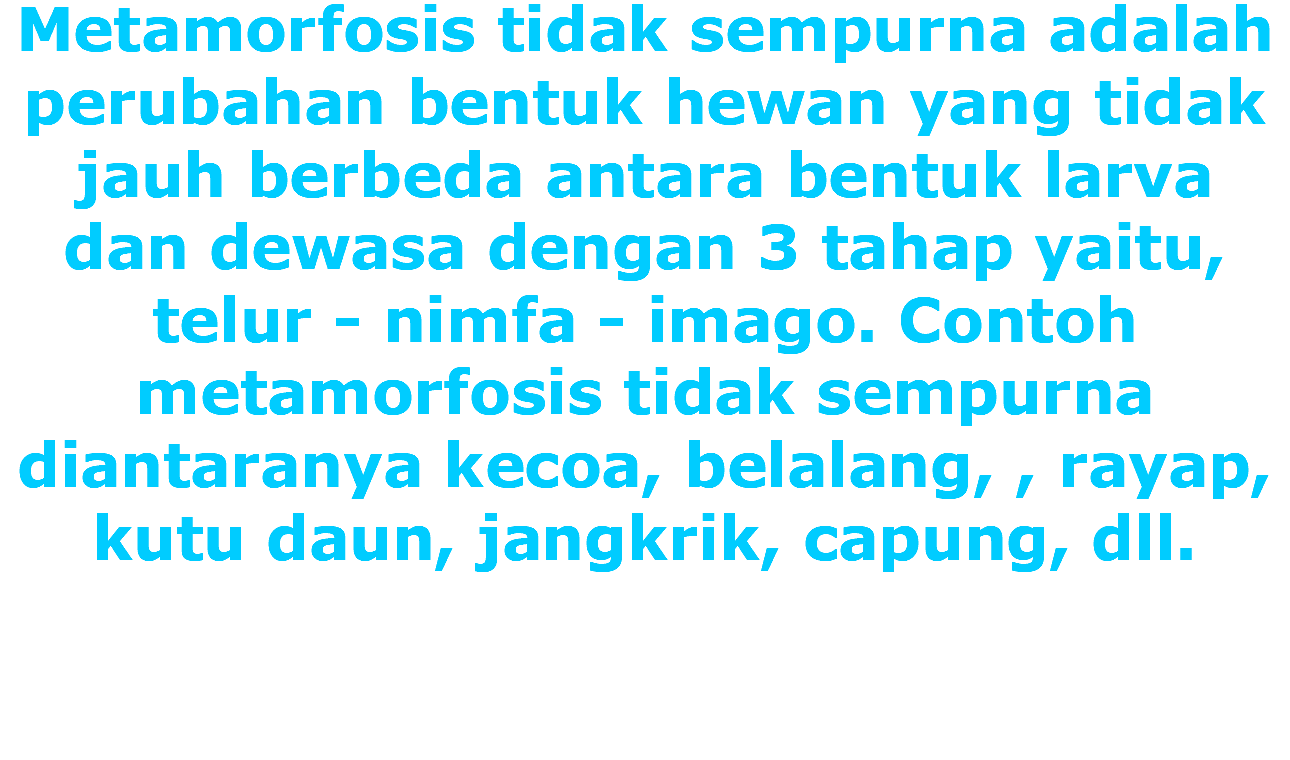 Metamorfosis tidak sempurna adalah
perubahan bentuk hewan yang tidak
jauh berbeda antara bentuk larva
dan dewasa dengan 3 tahap yaitu,
telur - nimfa - imago. Contoh
metamorfosis tidak sempurna
diantaranya kecoa, belalang, , rayap,
kutu daun, jangkrik, capung, dll.